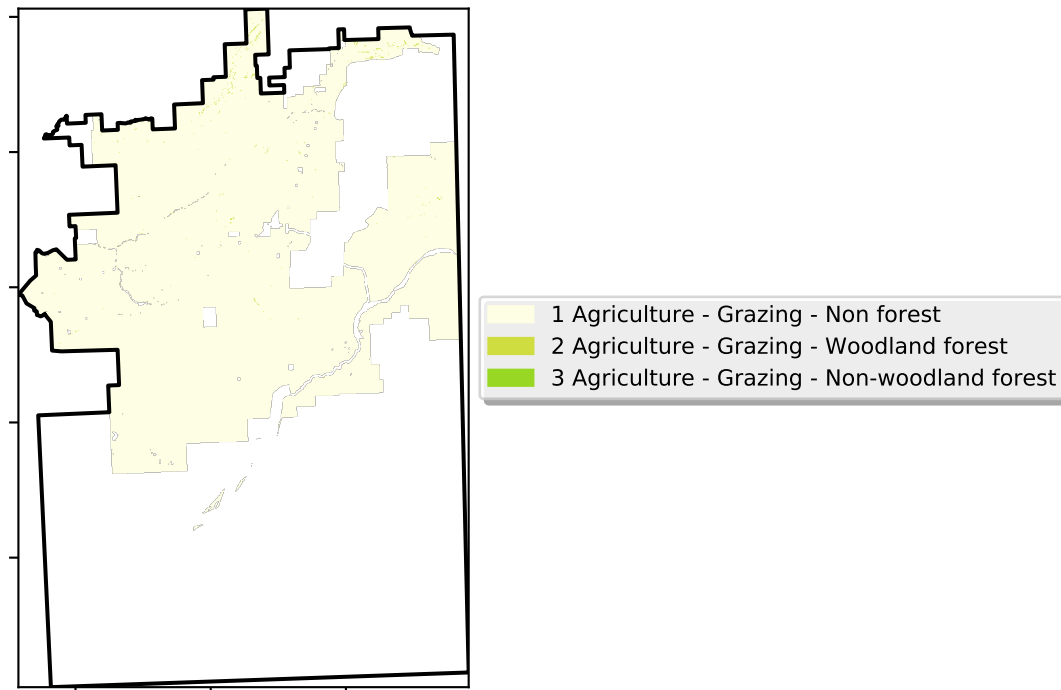 1 Agriculture - Grazing - Non forest
2 Agriculture - Grazing - Woodland forest
3 Agriculture - Grazing - Non-woodland forest